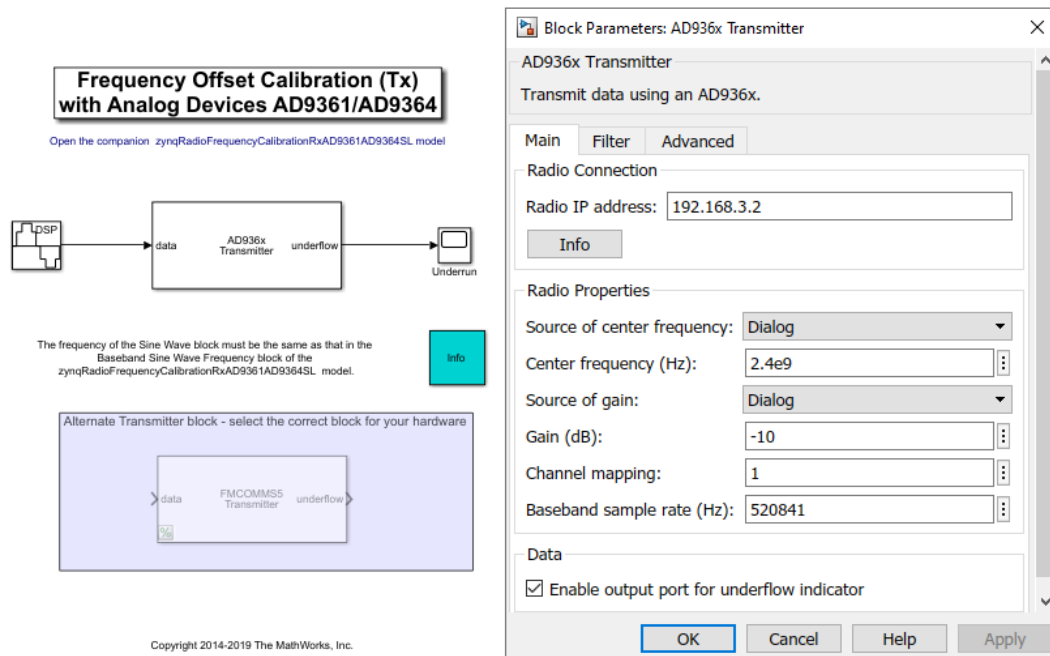 Frequency Offset Calibration (Tx)
with Analog Devices AD9361/AD9364
Open the companion zynqRadioFrequencyCalibrationRxAD9361AD9364SL model
DSP
data
AD936x
Transmitter
underflow
Underrun
The frequency of the Sine Wave block must be the same as that in the
Baseband Sine Wave Frequency block of the
zynqRadioFrequencyCalibrationRxAD9361AD9364SL model.
Info
Alternate Transmitter block - select the correct block for your hardware
data
FMCOMMS5
Transmitter
underflow
%
Copyright 2014-2019 The MathWorks, Inc.
Block Parameters: AD936x Transmitter
AD936x Transmitter
Transmit data using an AD936x.
Main Filter Advanced
Radio Connection
Radio IP address: 192.168.3.2
Info
Radio Properties
Source of center frequency: Dialog
Center frequency (Hz): 2.4e9
Source of gain: Dialog
Gain (dB): -10
Channel mapping: 1
Baseband sample rate (Hz): 520841
Data
Enable output port for underflow indicator
OK Cancel Help Apply